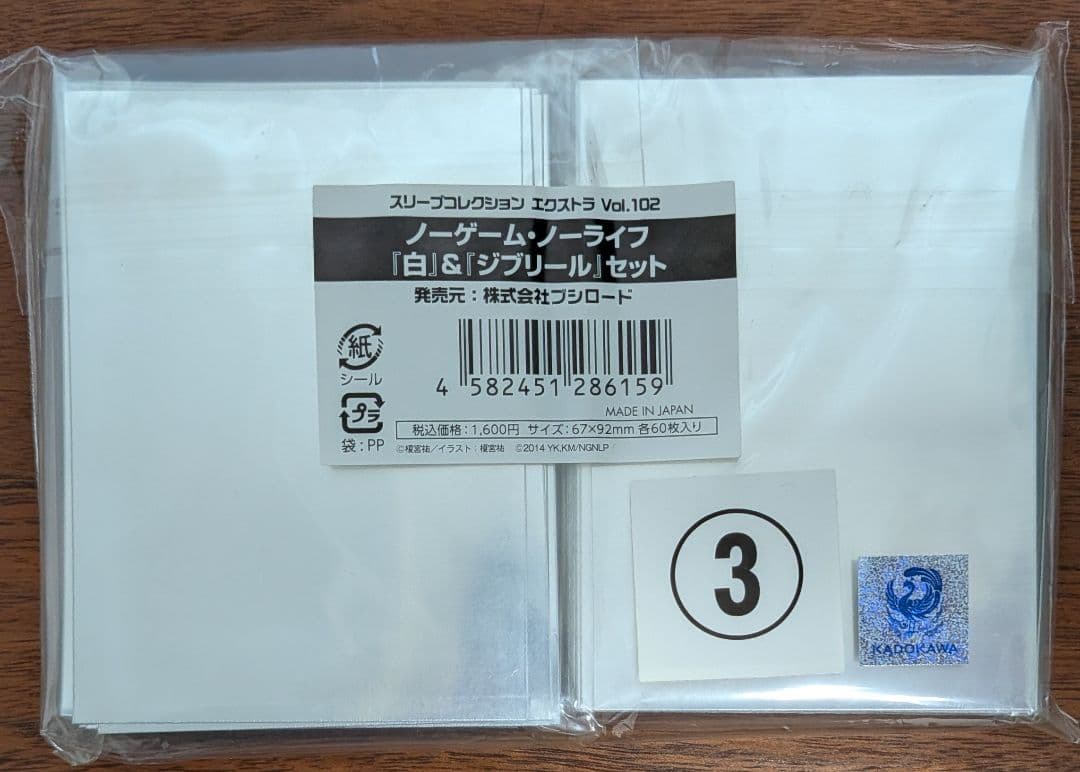 スリーブコレクション エクストラ Vol.102
ノーゲーム・ノーライフ
『白』&『ジブリール』セット
発売元：株式会社ブシロード
紙
シール
プラ
袋：PP
4 582451 286159
MADE IN JAPAN
税込価格：1,600円 サイズ：67×92mm 各60枚入り
©榎宮祐／イラスト：榎宮祐 ©2014 YK,KM/NGNLP
3
KADOKAWA